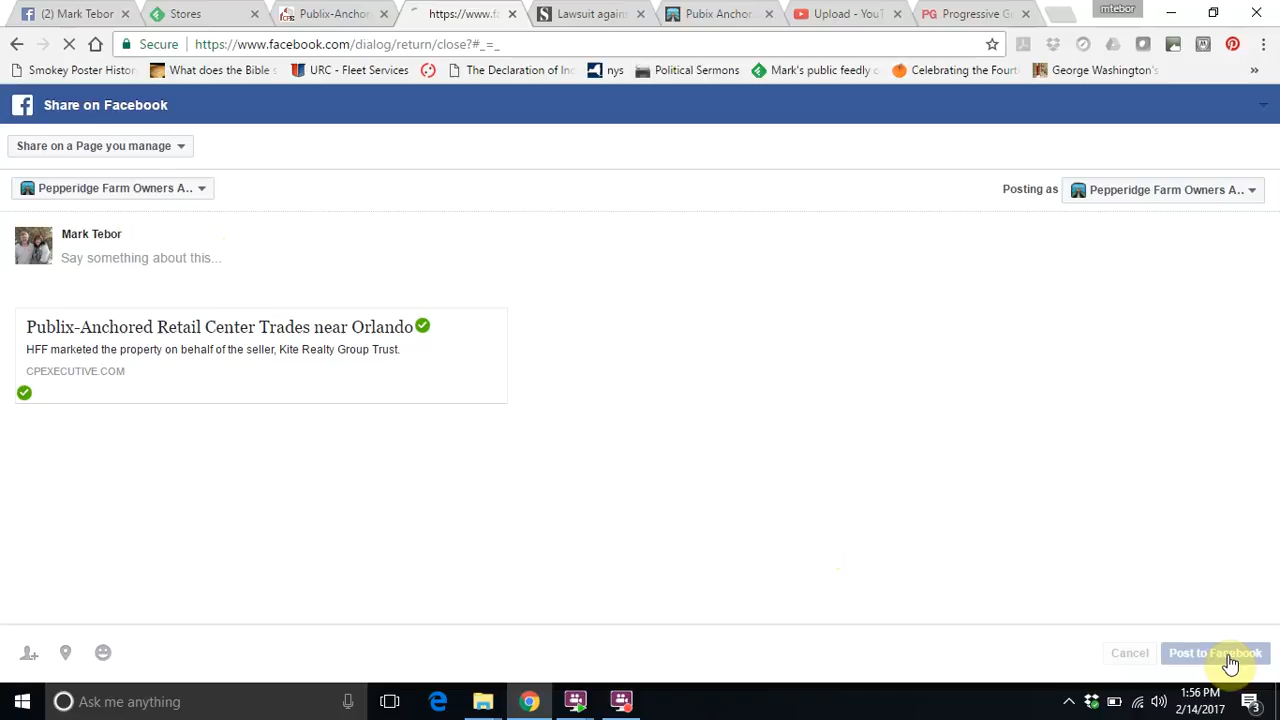 (2) Mark Tebor
Stores
Publix-Anchor
https://www.f
Lawsuit again
Pubix Anchor
Upload - YouT
Progressive G
mtebor
Secure
https://www.facebook.com/dialog/return/close?#_=_
Smokey Poster Histor
What does the Bible s
URC - Fleet Services
The Declaration of In
nys
Political Sermons
Mark's public feedly c
Celebrating the Fourt
George Washington's
»
Share on Facebook
Share on a Page you manage
Pepperidge Farm Owners A..
Posting as
Pepperidge Farm Owners A..
Mark Tebor
Say something about this...
Publix-Anchored Retail Center Trades near Orlando
HFF marketed the property on behalf of the seller, Kite Realty Group Trust.
CPEXECUTIVE.COM
Cancel
Post to Facebook
Ask me anything
1:56 PM
2/14/2017
3